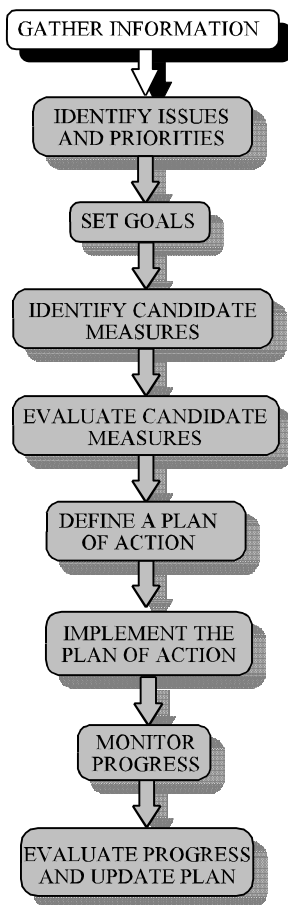 GATHER INFORMATION
IDENTIFY ISSUES
AND PRIORITIES
SET GOALS
IDENTIFY CANDIDATE
MEASURES
EVALUATE CANDIDATE
MEASURES
DEFINE A PLAN
OF ACTION
IMPLEMENT THE
PLAN OF ACTION
MONITOR
PROGRESS
EVALUATE PROGRESS
AND UPDATE PLAN